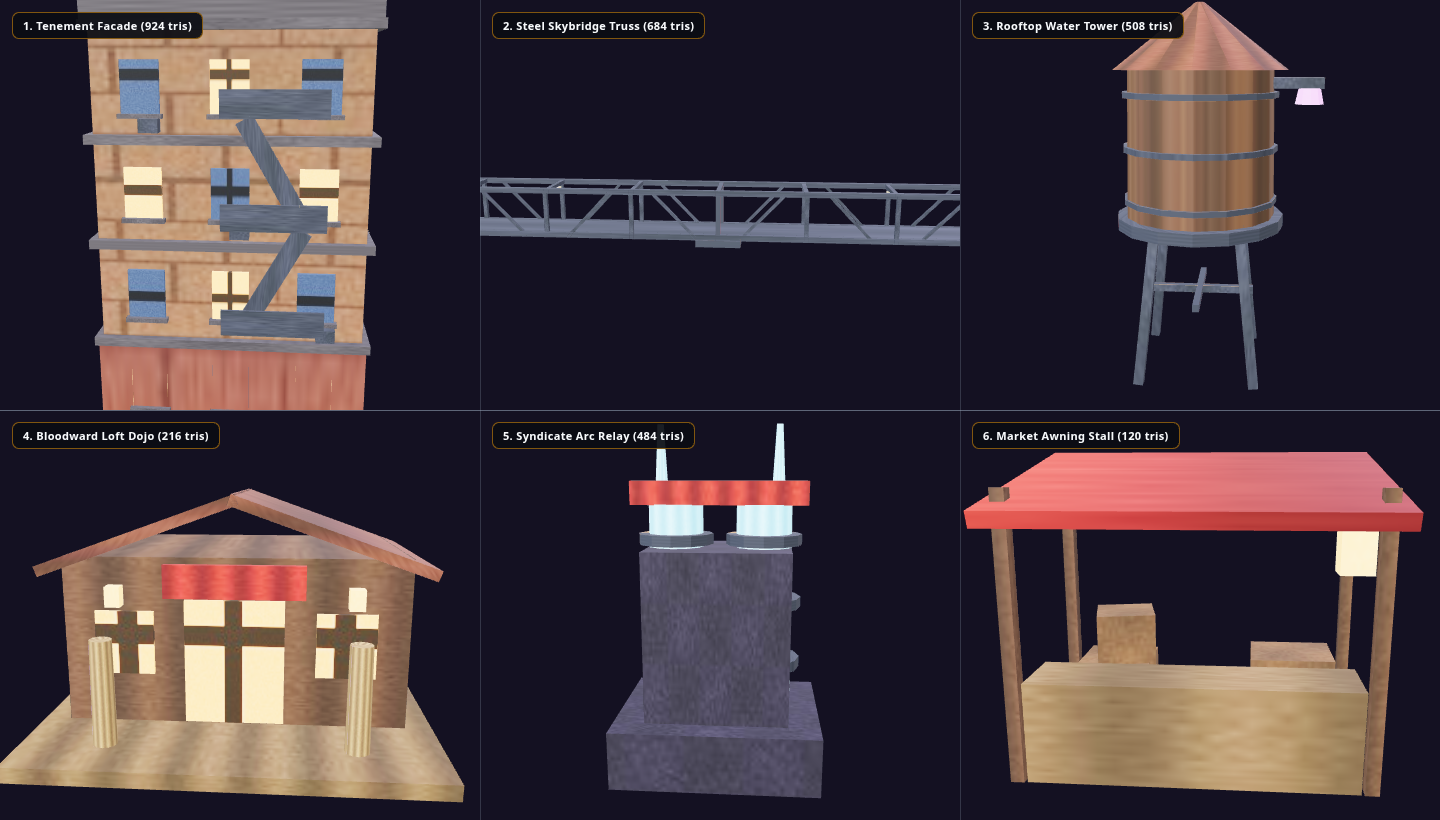 1. Tenement Facade (924 tris)
2. Steel Skybridge Truss (684 tris)
3. Rooftop Water Tower (508 tris)
4. Bloodward Loft Dojo (216 tris)
5. Syndicate Arc Relay (484 tris)
6. Market Awning Stall (120 tris)